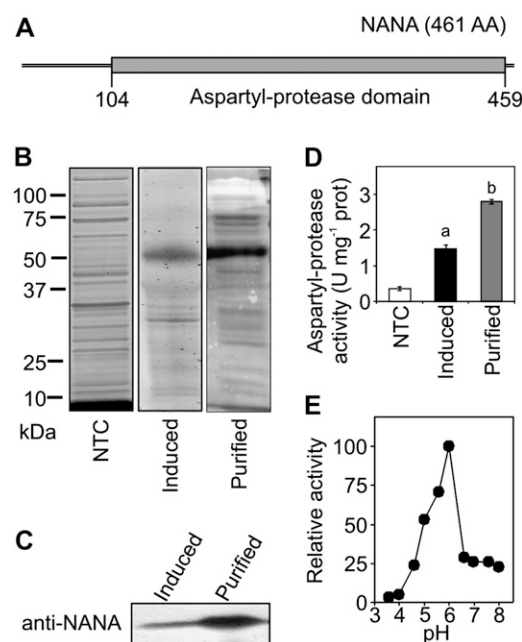 A
NANA (461 AA)
104
Aspartyl-protease domain
459
B
100
75
50
37
25
10
kDa
NTC
Induced
Purified
C
Induced
Purified
anti-NANA
D
Aspartyl-protease
activity (U mg⁻¹ prot)
3
2
1
0
a
b
NTC
Induced
Purified
E
Relative activity
100
75
50
25
0
3 4 5 6 7 8
pH